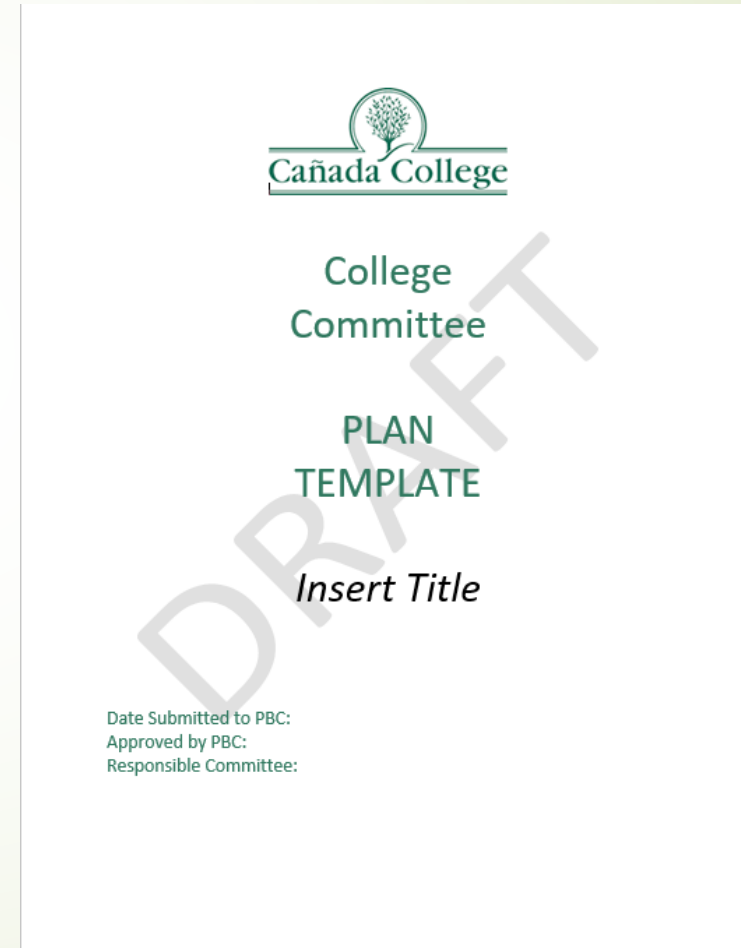 Cañada College
College
Committee
PLAN
TEMPLATE
Insert Title
DRAFT
Date Submitted to PBC:
Approved by PBC:
Responsible Committee: